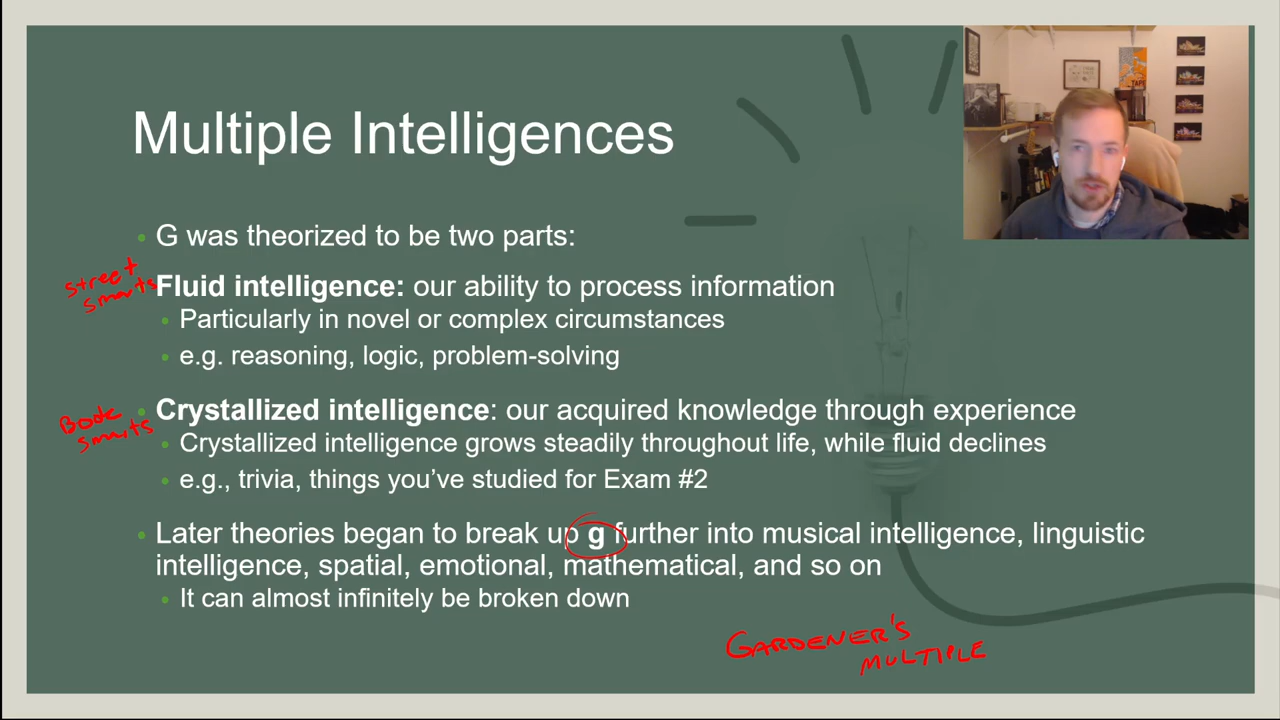 Multiple Intelligences
G was theorized to be two parts:
street
smarts
Fluid intelligence: our ability to process information
Particularly in novel or complex circumstances
e.g. reasoning, logic, problem-solving
Book
smarts
Crystallized intelligence: our acquired knowledge through experience
Crystallized intelligence grows steadily throughout life, while fluid declines
e.g., trivia, things you've studied for Exam #2
Later theories began to break up g further into musical intelligence, linguistic
intelligence, spatial, emotional, mathematical, and so on
It can almost infinitely be broken down
GARDENER'S
MULTIPLE
TAPE